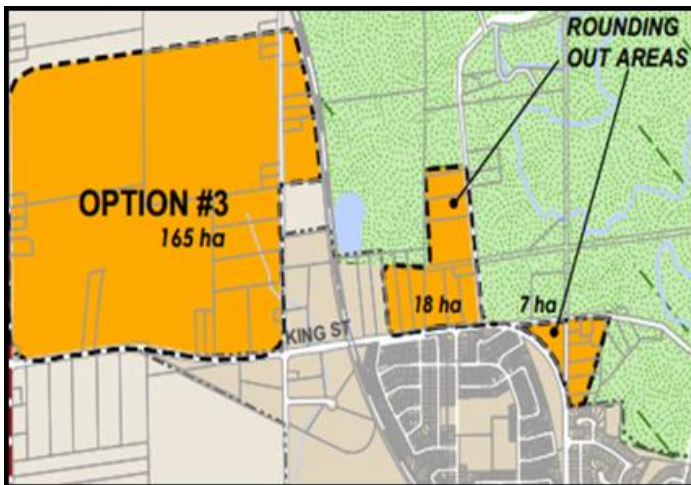 ROUNDING
OUT AREAS
OPTION #3
165 ha
18 ha
7 ha
KING ST